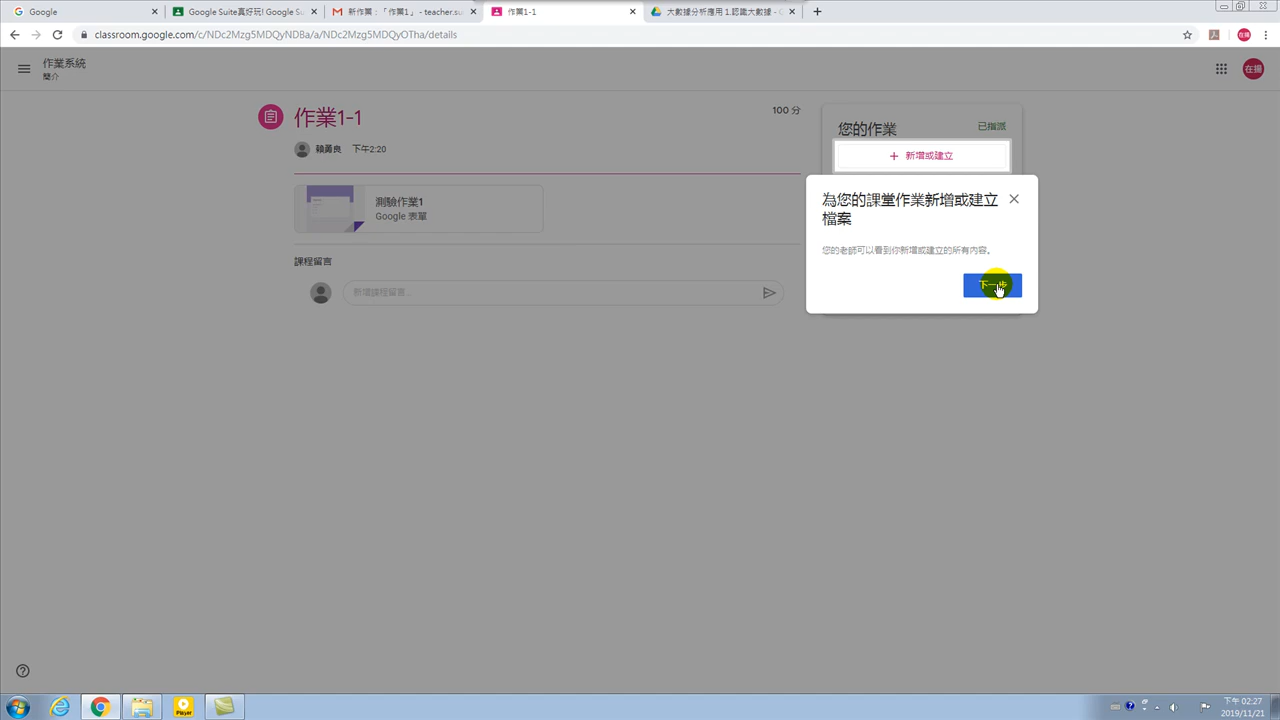 Google
Google Suite真好玩! Google Su
新作業：「作業1」 - teacher.su
作業1-1
大數據分析應用 1.認識大數據 - G
classroom.google.com/c/NDc2Mzg5MDQyNDBa/a/NDc2Mzg5MDQyOTha/details
在揚
作業系統
簡介
在揚
作業1-1
100 分
賴勇良 下午2:20
測驗作業1
Google 表單
課程留言
新增課程留言...
您的作業
已指派
+ 新增或建立
為您的課堂作業新增或建立
檔案
您的老師可以看到你新增或建立的所有內容。
下一步
Player
下午 02:27
2019/11/21